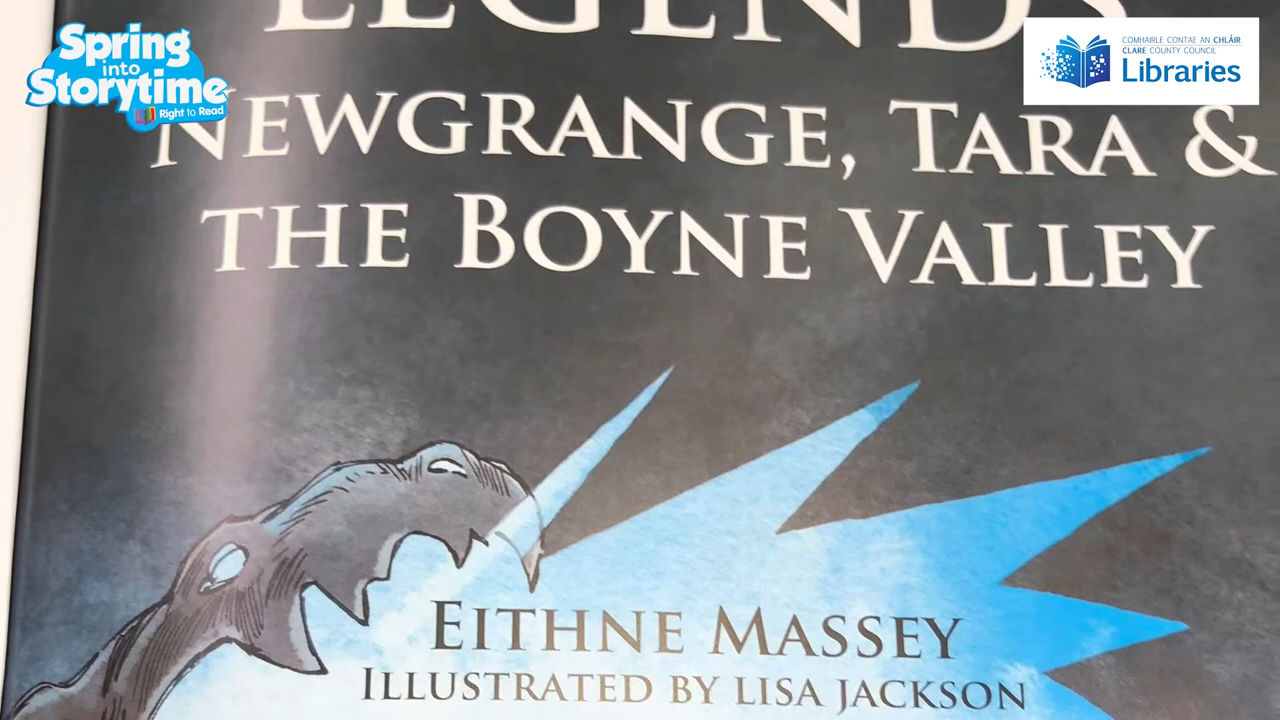 Spring
into
Storytime
Right to Read
COMHAIRLE CONTAE AN CHLÁIR
CLARE COUNTY COUNCIL
Libraries
LEGENDS
NEWGRANGE, TARA &
THE BOYNE VALLEY
EITHNE MASSEY
ILLUSTRATED BY LISA JACKSON